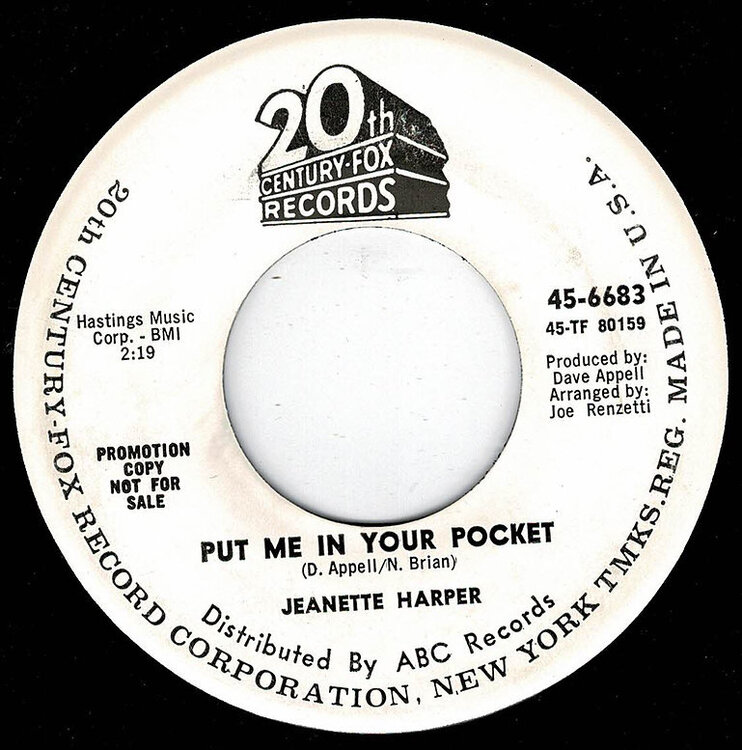 20th
CENTURY-FOX
RECORDS
Hastings Music
Corp. - BMI
2:19
45-6683
45-TF 80159
Produced by:
Dave Appell
Arranged by:
Joe Renzetti
PROMOTION
COPY
NOT FOR
SALE
PUT ME IN YOUR POCKET
(D. Appell/N. Brian)
JEANETTE HARPER
Distributed By ABC Records
20th CENTURY-FOX RECORD CORPORATION, NEW YORK TMKS.REG. MADE IN U.S.A.